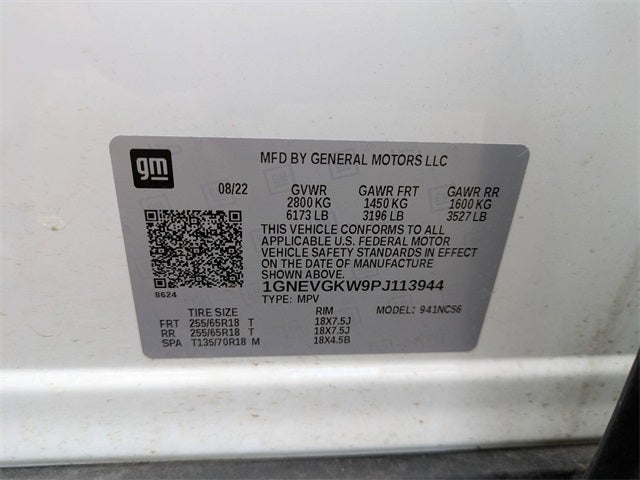 gm MFD BY GENERAL MOTORS LLC
08/22 GVWR GAWR FRT GAWR RR
2800 KG 1450 KG 1600 KG
6173 LB 3196 LB 3527 LB
THIS VEHICLE CONFORMS TO ALL
APPLICABLE U.S. FEDERAL MOTOR
VEHICLE SAFETY STANDARDS IN EFFECT
ON THE DATE OF MANUFACTURE
SHOWN ABOVE.
1GNEVGKW9PJ113944
8624 TYPE: MPV
TIRE SIZE RIM MODEL: 941NC56
FRT 255/65R18 T 18X7.5J
RR 255/65R18 T 18X7.5J
SPA T135/70R18 M 18X4.5B